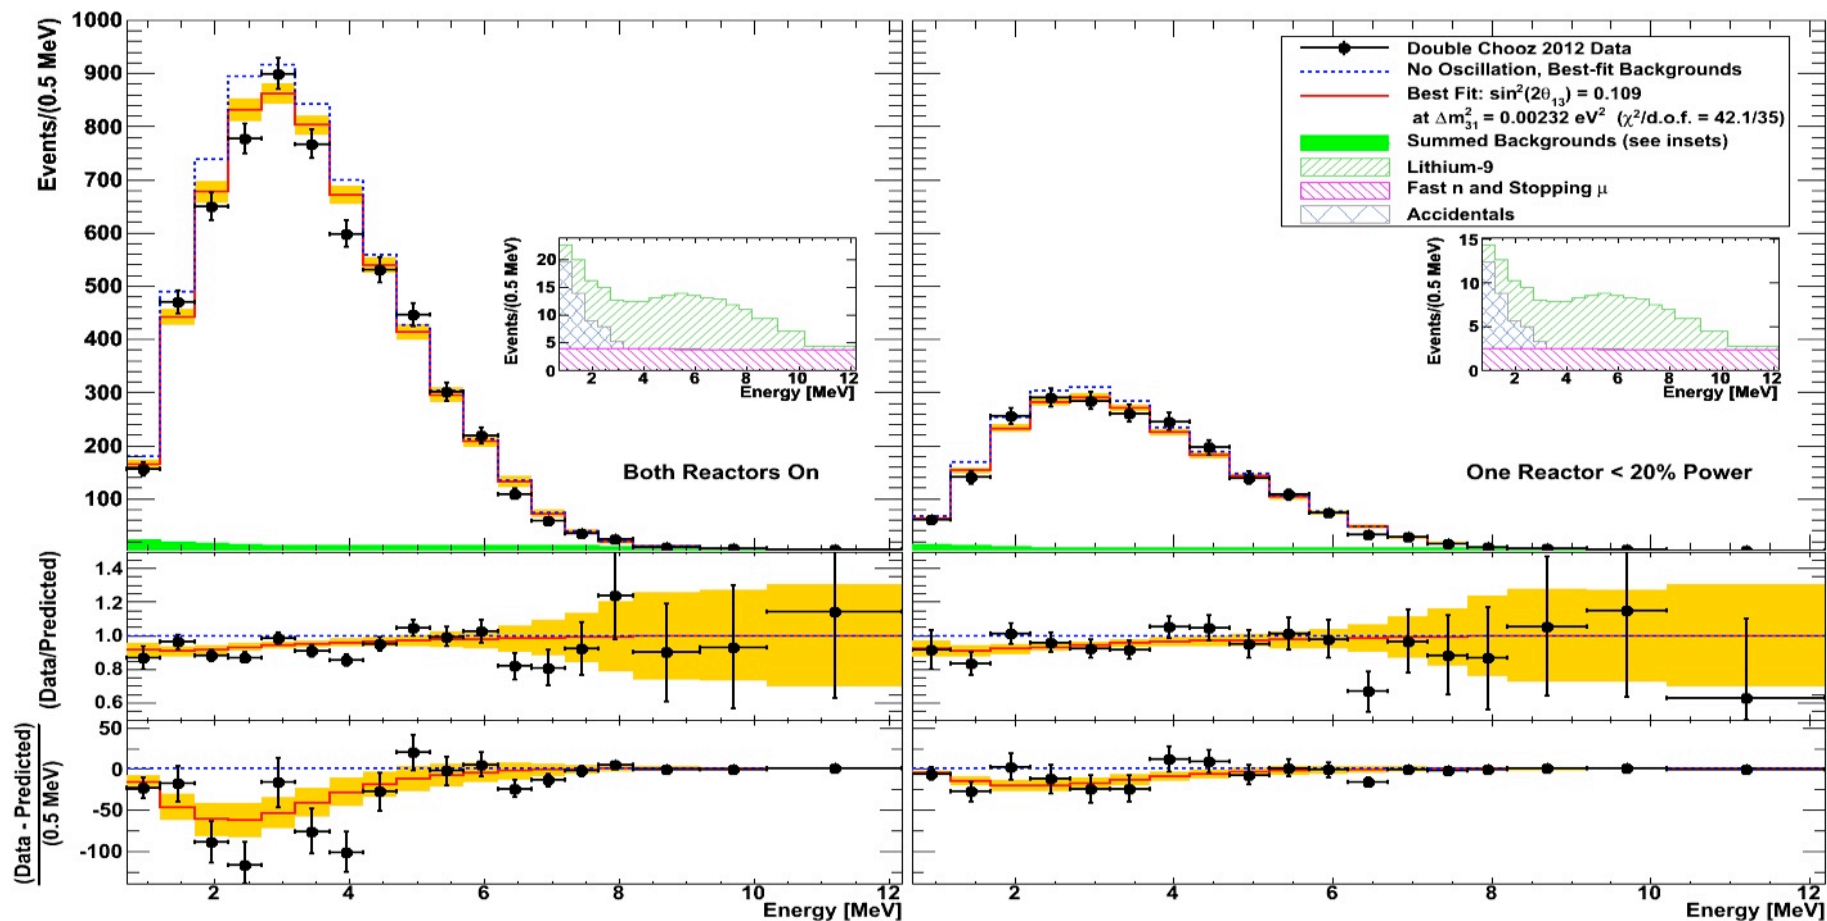 Events/(0.5 MeV)
1000
900
800
700
600
500
400
300
200
100
Both Reactors On
Events/(0.5 MeV)
20
15
10
5
0
2 4 6 8 10 12
Energy [MeV]
Double Chooz 2012 Data
No Oscillation, Best-fit Backgrounds
Best Fit: sin²(2θ₁₃) = 0.109
at Δm²₃₁ = 0.00232 eV² (χ²/d.o.f. = 42.1/35)
Summed Backgrounds (see insets)
Lithium-9
Fast n and Stopping μ
Accidentals
Events/(0.5 MeV)
15
10
5
0
2 4 6 8 10 12
Energy [MeV]
One Reactor < 20% Power
(Data/Predicted)
1.4
1.2
1.0
0.8
0.6
(Data - Predicted)
(0.5 MeV)
50
0
-50
-100
2 4 6 8 10 12
Energy [MeV]
2 4 6 8 10 12
Energy [MeV]